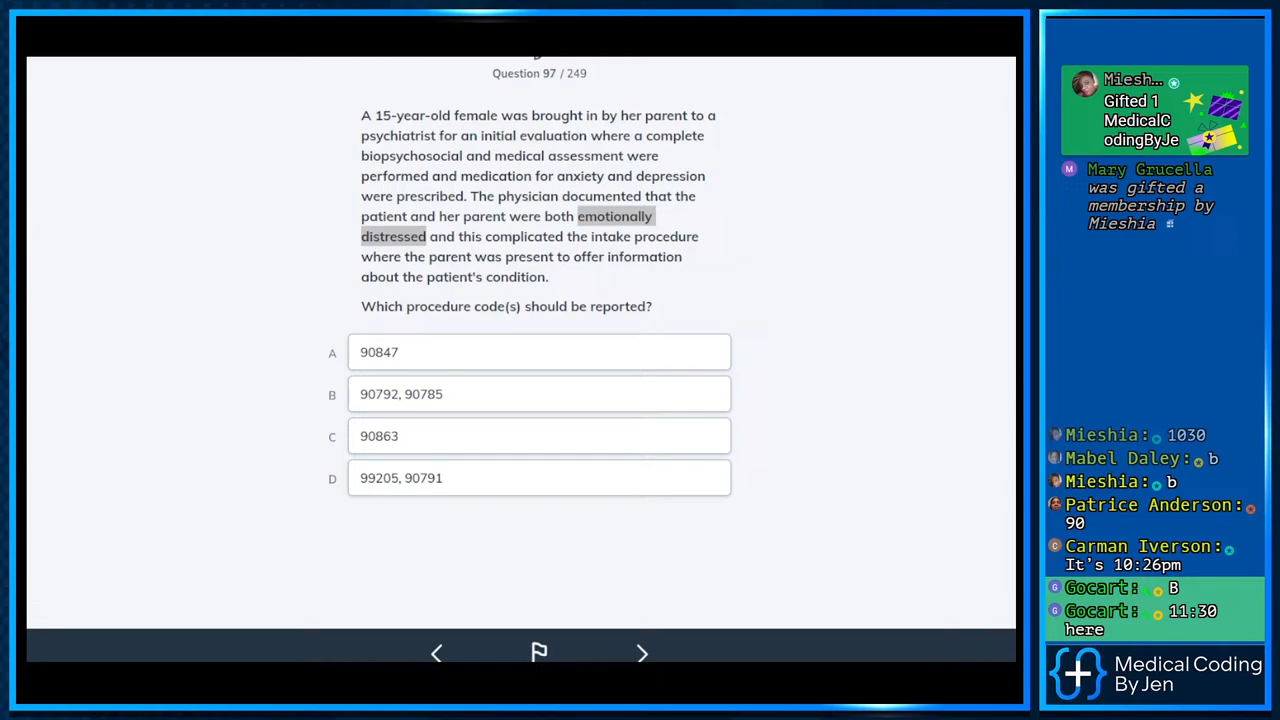 Question 97 / 249
A 15-year-old female was brought in by her parent to a
psychiatrist for an initial evaluation where a complete
biopsychosocial and medical assessment were
performed and medication for anxiety and depression
were prescribed. The physician documented that the
patient and her parent were both emotionally
distressed and this complicated the intake procedure
where the parent was present to offer information
about the patient's condition.
Which procedure code(s) should be reported?
A 90847
B 90792, 90785
C 90863
D 99205, 90791
Miesh...
Gifted 1
MedicalC
odingByJe
M Mary Grucella
was gifted a
membership by
Mieshia
Mieshia: 1030
Mabel Daley: b
Mieshia: b
Patrice Anderson:
90
C Carman Iverson:
It's 10:26pm
G Gocart: B
G Gocart: 11:30
here
Medical Coding
By Jen